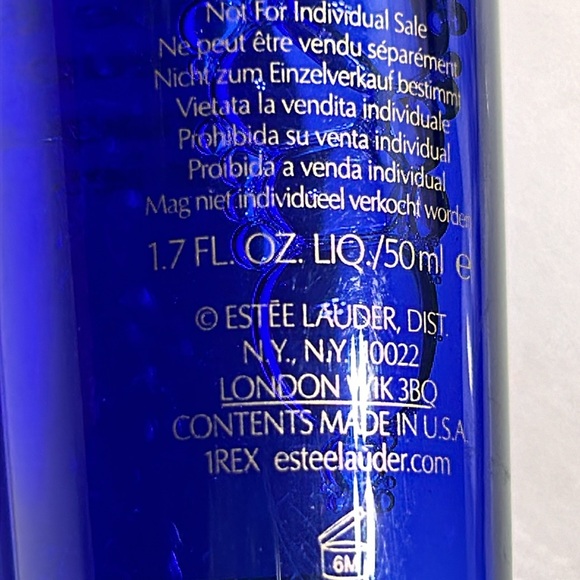 Not For Individual Sale
Ne peut être vendu séparément
Nicht zum Einzelverkauf bestimmt
Vietata la vendita individuale
Prohibida su venta individual
Proibida a venda individual
Mag niet individueel verkocht worden
1.7 FL. OZ. LIQ./50 ml ℮
© ESTĒE LAUDER, DIST.
N.Y., N.Y. 10022
LONDON W1K 3BQ
CONTENTS MADE IN U.S.A.
1REX esteelauder.com
6M